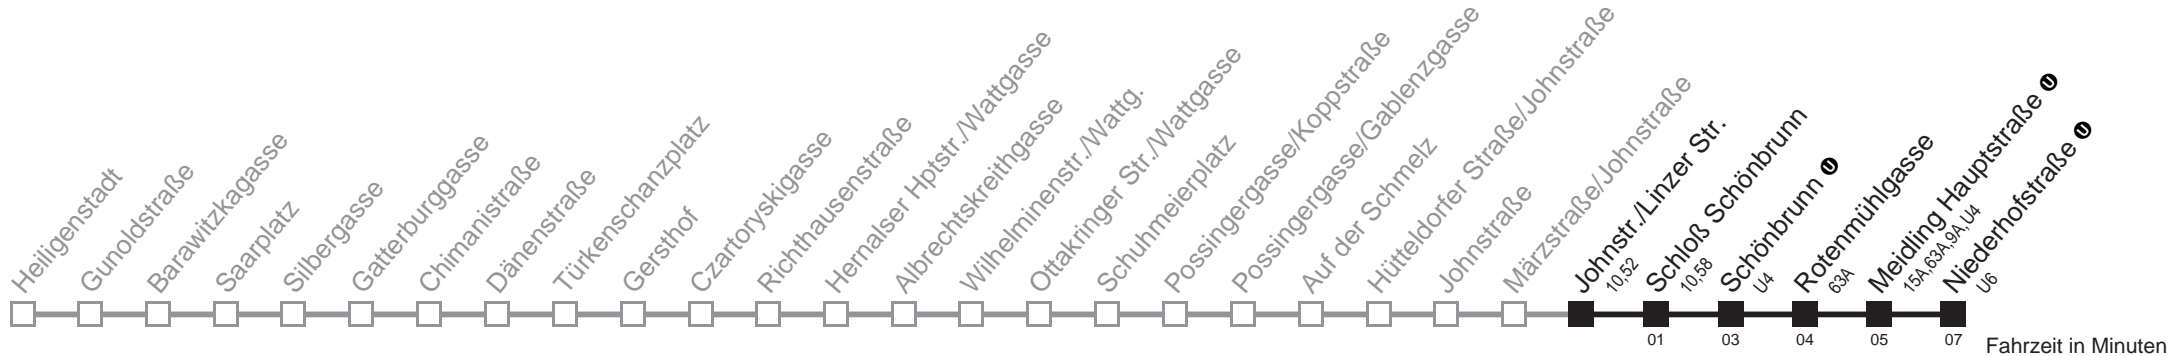 Heiligenstadt
Gunoldstraße
Barawitzkagasse
Saarplatz
Silbergasse
Gatterburggasse
Chimanistraße
Dänenstraße
Türkenschanzplatz
Gersthof
Czartoryskigasse
Richthausenstraße
Hernalser Hptstr./Wattgasse
Albrechtskreithgasse
Wilhelminenstr./Wattg.
Ottakringer Str./Wattgasse
Schuhmeierplatz
Possingergasse/Koppstraße
Possingergasse/Gablenzgasse
Auf der Schmelz
Hütteldorfer Straße/Johnstraße
Johnstraße
Märzstraße/Johnstraße
Johnstr./Linzer Str.
10,52
Schloß Schönbrunn
10,58
Schönbrunn U
U4
Rotenmühlgasse
63A
Meidling Hauptstraße U
15A,63A,9A,U4
Niederhofstraße U
U6
01 03 04 05 07
Fahrzeit in Minuten